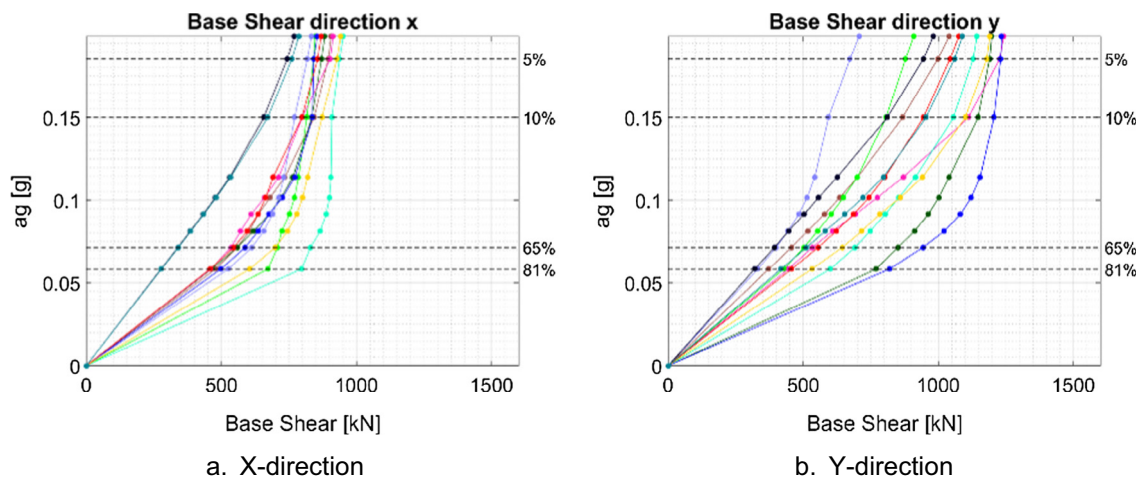 Base Shear direction x
5%
10%
65%
81%
0.15
0.1
0.05
0
ag [g]
0 500 1000 1500
Base Shear [kN]
a. X-direction
Base Shear direction y
5%
10%
65%
81%
0.15
0.1
0.05
0
ag [g]
0 500 1000 1500
Base Shear [kN]
b. Y-direction